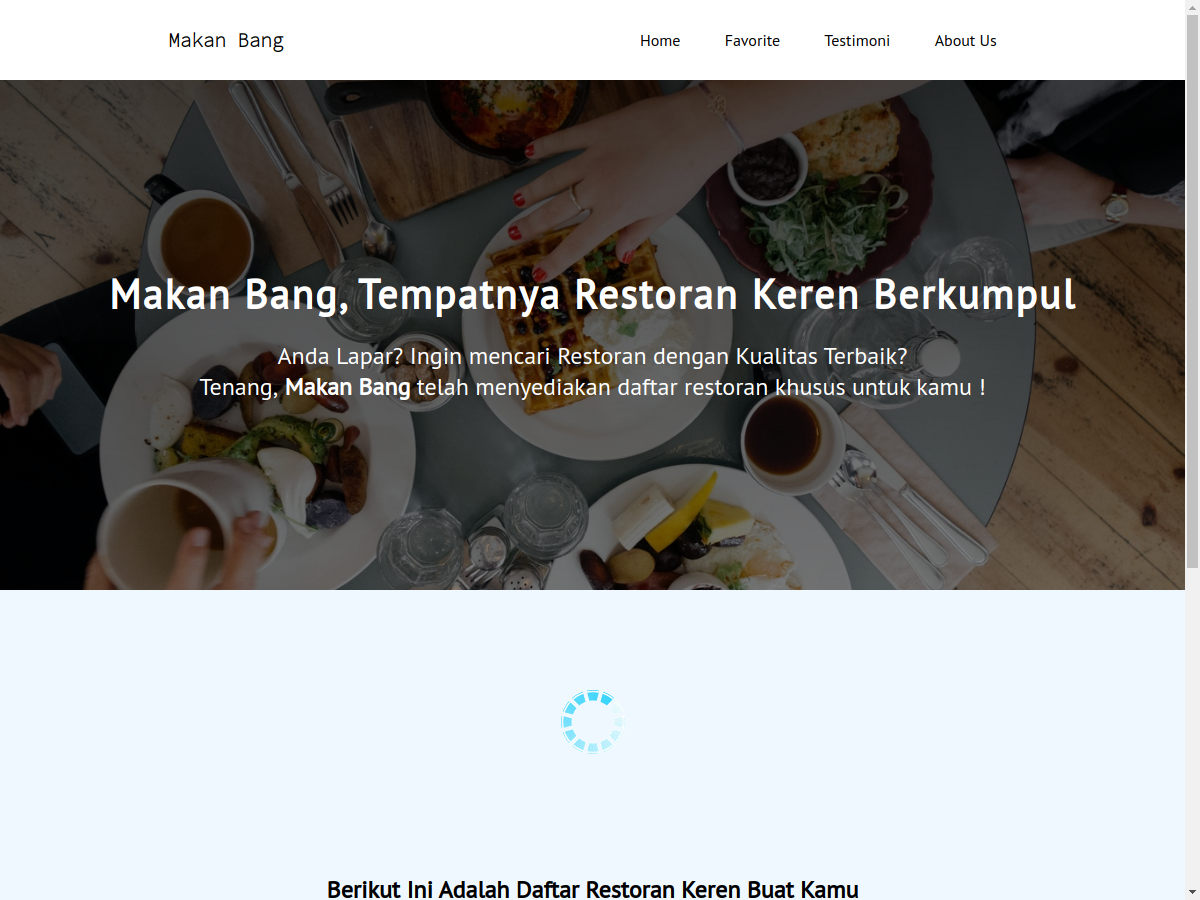 Makan Bang
Home Favorite Testimoni About Us
Makan Bang, Tempatnya Restoran Keren Berkumpul
Anda Lapar? Ingin mencari Restoran dengan Kualitas Terbaik?
Tenang, Makan Bang telah menyediakan daftar restoran khusus untuk kamu !
Berikut Ini Adalah Daftar Restoran Keren Buat Kamu